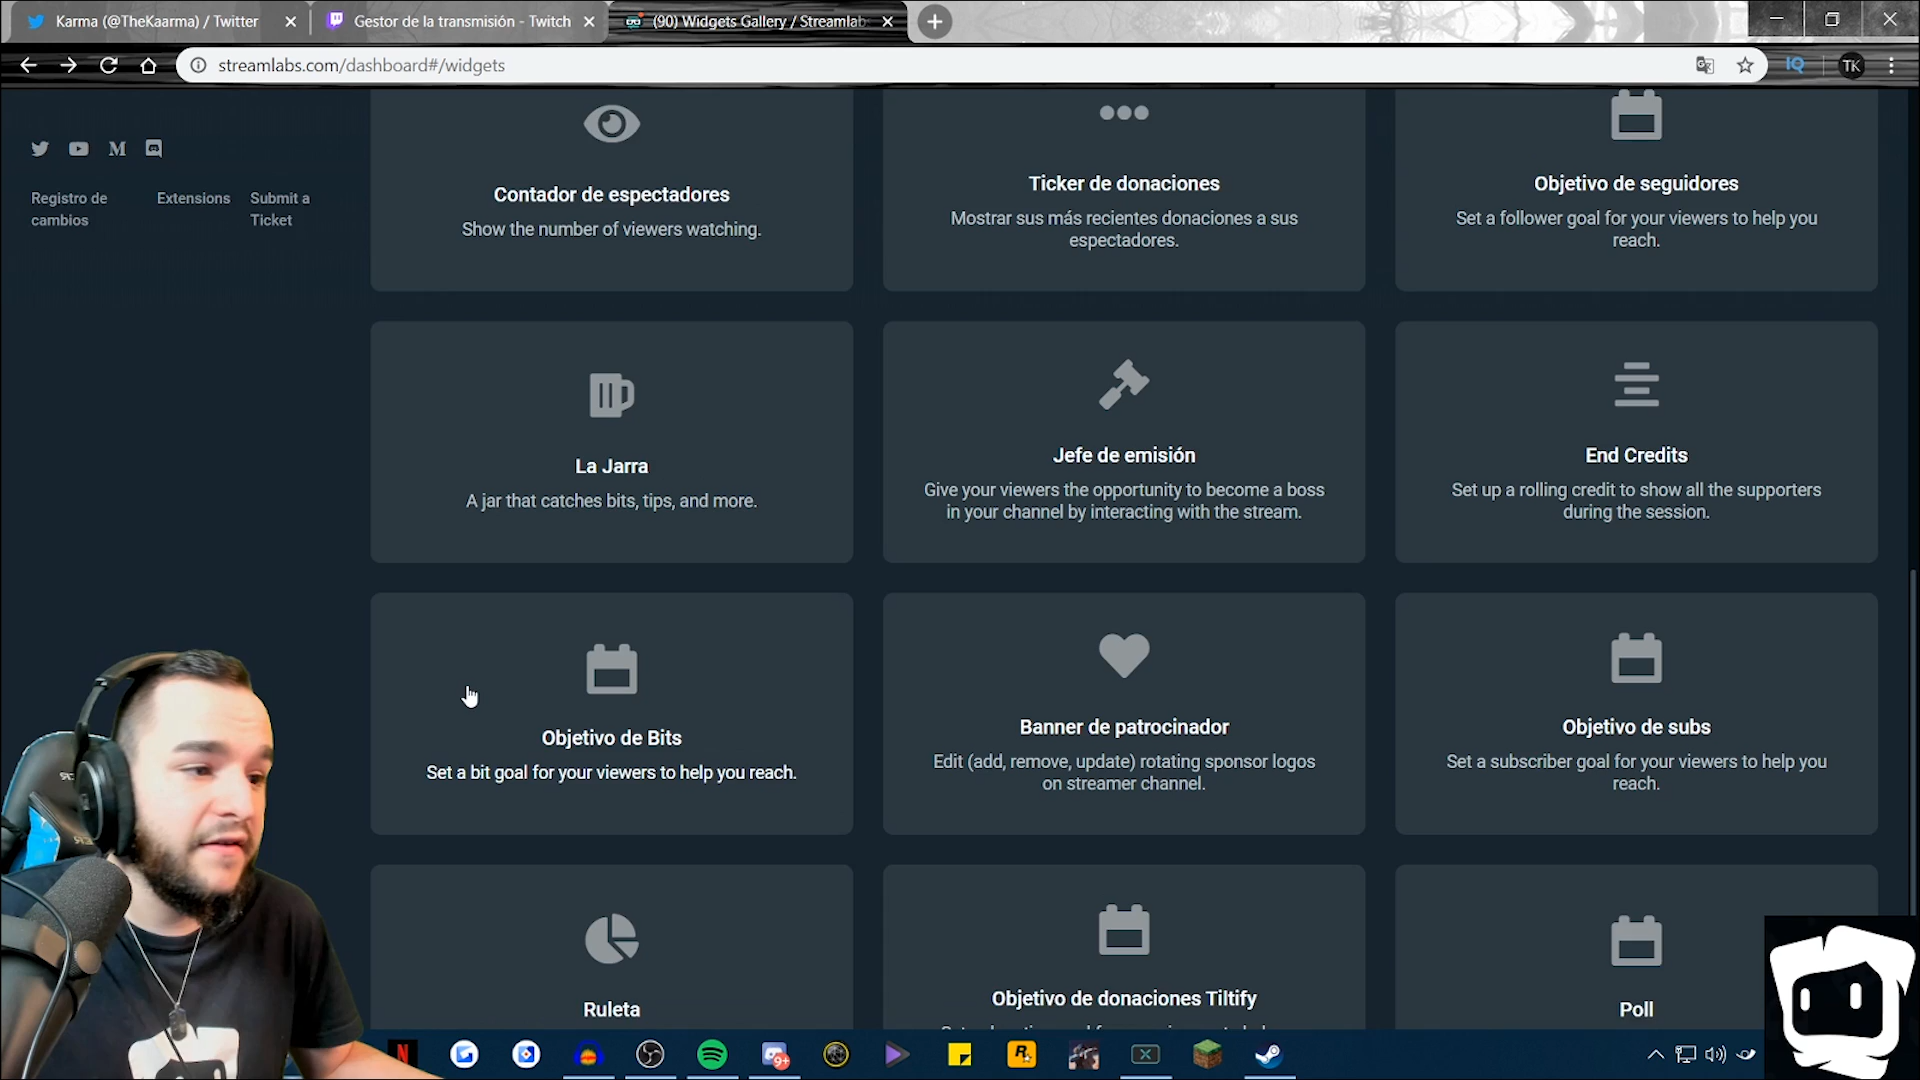 Karma (@TheKaarma) / Twitter
Gestor de la transmisión - Twitch
(90) Widgets Gallery / Streamlab
streamlabs.com/dashboard#/widgets
IQ
TK
Registro de
cambios
Extensions
Submit a
Ticket
Contador de espectadores
Show the number of viewers watching.
Ticker de donaciones
Mostrar sus más recientes donaciones a sus
espectadores.
Objetivo de seguidores
Set a follower goal for your viewers to help you
reach.
La Jarra
A jar that catches bits, tips, and more.
Jefe de emisión
Give your viewers the opportunity to become a boss
in your channel by interacting with the stream.
End Credits
Set up a rolling credit to show all the supporters
during the session.
Objetivo de Bits
Set a bit goal for your viewers to help you reach.
Banner de patrocinador
Edit (add, remove, update) rotating sponsor logos
on streamer channel.
Objetivo de subs
Set a subscriber goal for your viewers to help you
reach.
Ruleta
Objetivo de donaciones Tiltify
Poll
9+